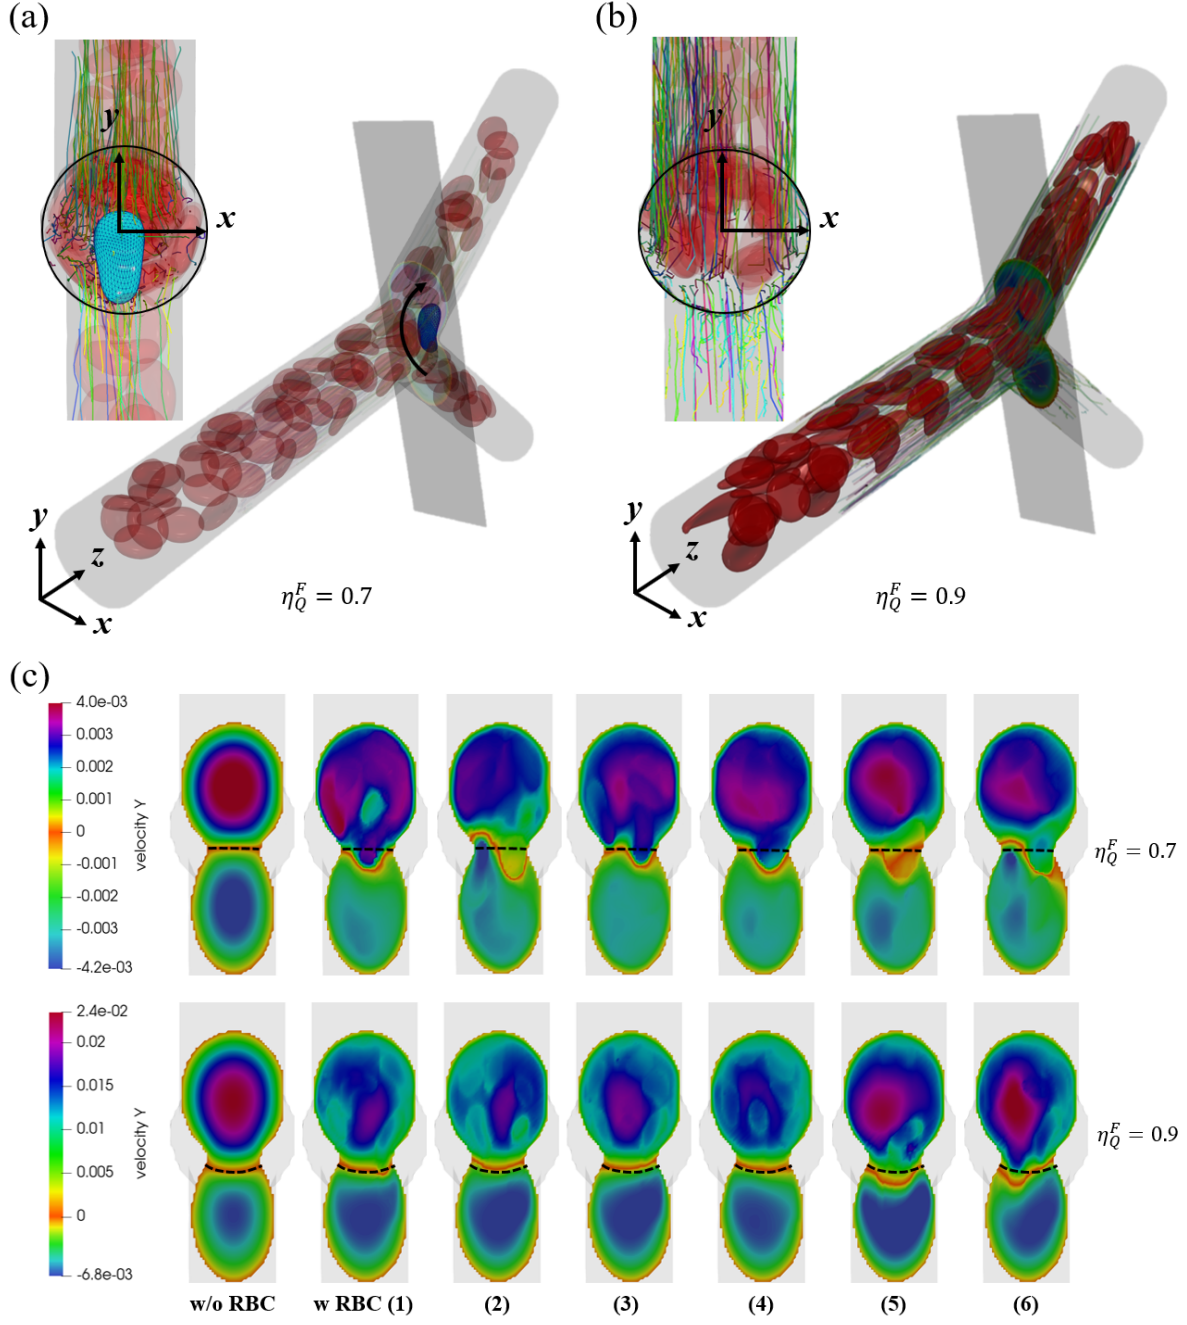 (a)
(b)
y
x
y
x
y
z
x
η_Q^F = 0.7
y
z
x
η_Q^F = 0.9
(c)
4.0e-03
0.003
0.002
0.001
0
-0.001
-0.002
-0.003
-4.2e-03
velocity Y
η_Q^F = 0.7
2.4e-02
0.02
0.015
0.01
0.005
0
-6.8e-03
velocity Y
η_Q^F = 0.9
w/o RBC
w RBC (1)
(2)
(3)
(4)
(5)
(6)